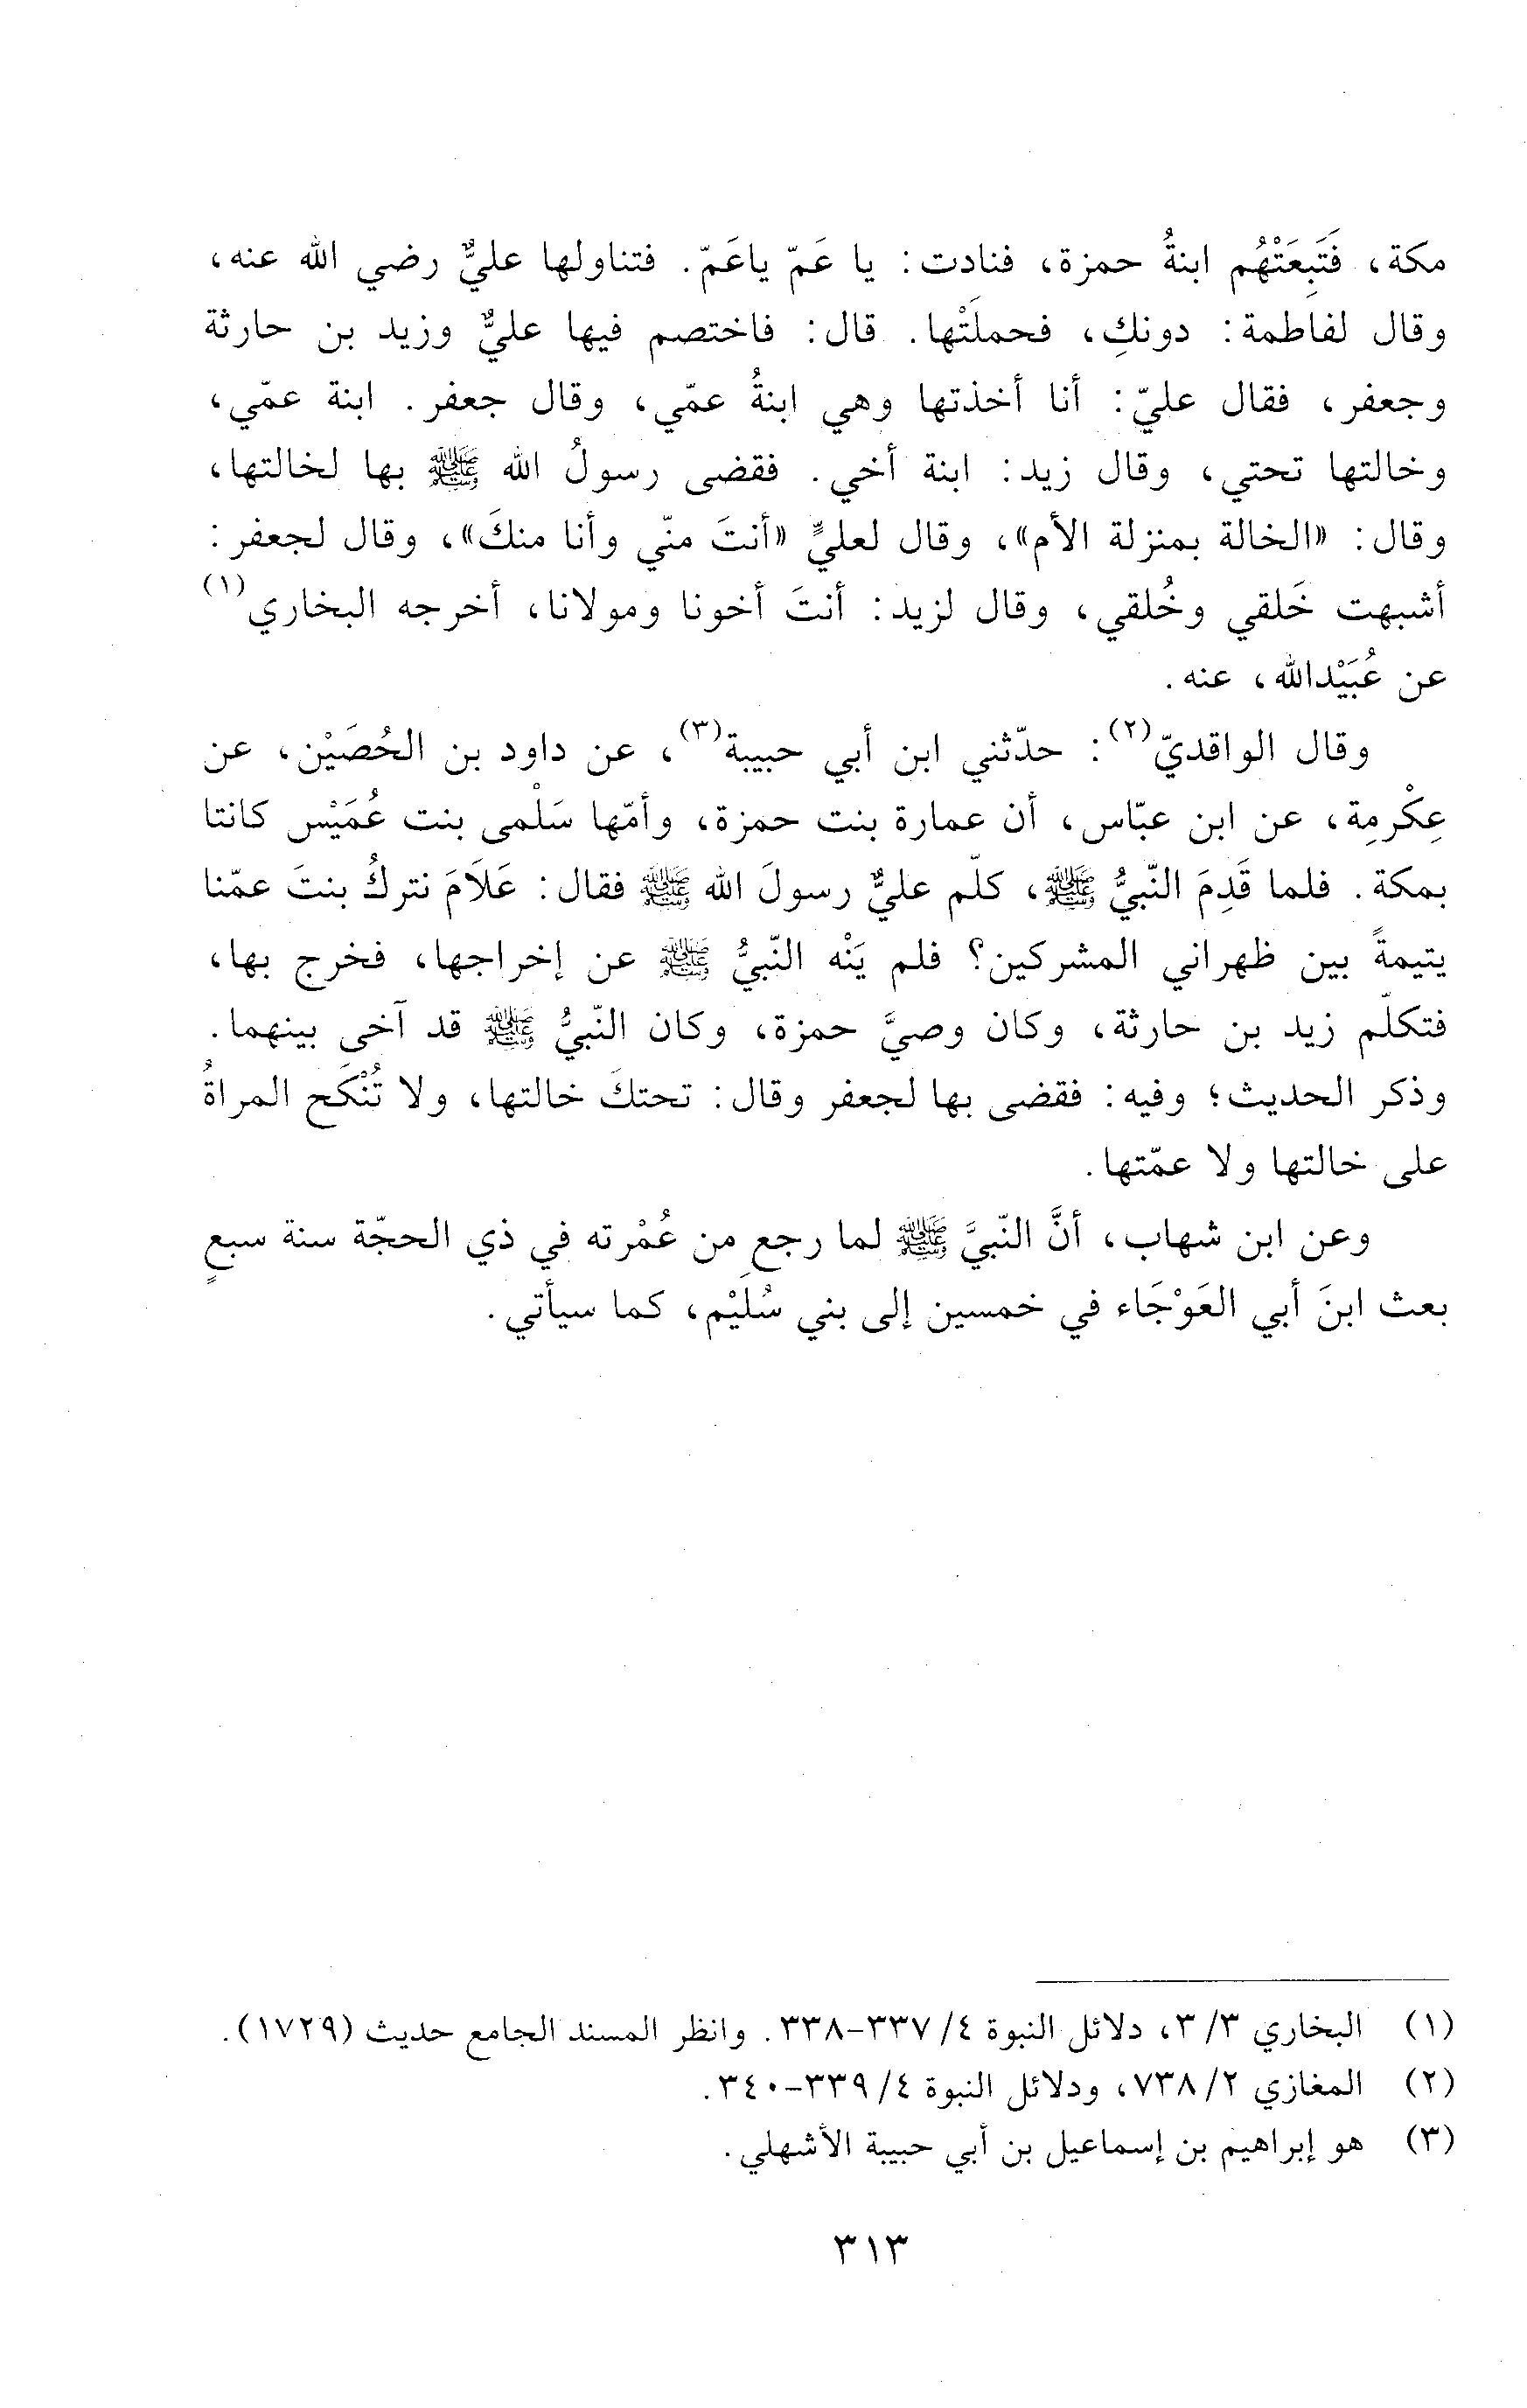 مكة، فَتَبِعَتْهُم ابنةُ حمزة، فنادت: يا عَمّ ياعَمّ. فتناولها عليٌّ رضي الله عنه،
وقال لفاطمة: دونكِ، فحملَتْها. قال: فاختصم فيها عليٌّ وزيد بن حارثة
وجعفر، فقال عليّ: أنا أخذتها وهي ابنةُ عمّي، وقال جعفر. ابنة عمّي،
وخالتها تحتي، وقال زيد: ابنة أخي. فقضى رسولُ الله ﷺ بها لخالتها،
وقال: «الخالة بمنزلة الأم»، وقال لعليٍّ «أنتَ منّي وأنا منكَ»، وقال لجعفر:
أشبهت خَلقي وخُلقي، وقال لزيد: أنتَ أخونا ومولانا، أخرجه البخاري(١)
عن عُبَيْدالله، عنه.
وقال الواقديّ(٢): حدّثني ابن أبي حبيبة(٣)، عن داود بن الحُصَيْن، عن
عِكْرمِة، عن ابن عبّاس، أن عمارة بنت حمزة، وأمّها سَلْمى بنت عُمَيْس كانتا
بمكة. فلما قَدِمَ النّبيُّ ﷺ، كلّم عليٌّ رسولَ الله ﷺ فقال: عَلَامَ نتركُ بنتَ عمّنا
يتيمةً بين ظهراني المشركين؟ فلم يَنْه النّبيُّ ﷺ عن إخراجها، فخرج بها،
فتكلّم زيد بن حارثة، وكان وصيَّ حمزة، وكان النّبيُّ ﷺ قد آخى بينهما.
وذكر الحديث؛ وفيه: فقضى بها لجعفر وقال: تحتكَ خالتها، ولا تُنْكَح المراةُ
على خالتها ولا عمّتها.
وعن ابن شهاب، أنَّ النّبيَّ ﷺ لما رجع من عُمْرته في ذي الحجّة سنة سبعٍ
بعث ابنَ أبي العَوْجَاء في خمسين إلى بني سُلَيْم، كما سيأتي.
(١) البخاري ٣/٣، دلائل النبوة ٤/٣٣٧-٣٣٨. وانظر المسند الجامع حديث (١٧٢٩).
(٢) المغازي ٢/٧٣٨، ودلائل النبوة ٤/٣٣٩-٣٤٠.
(٣) هو إبراهيم بن إسماعيل بن أبي حبيبة الأشهلي.
٣١٣